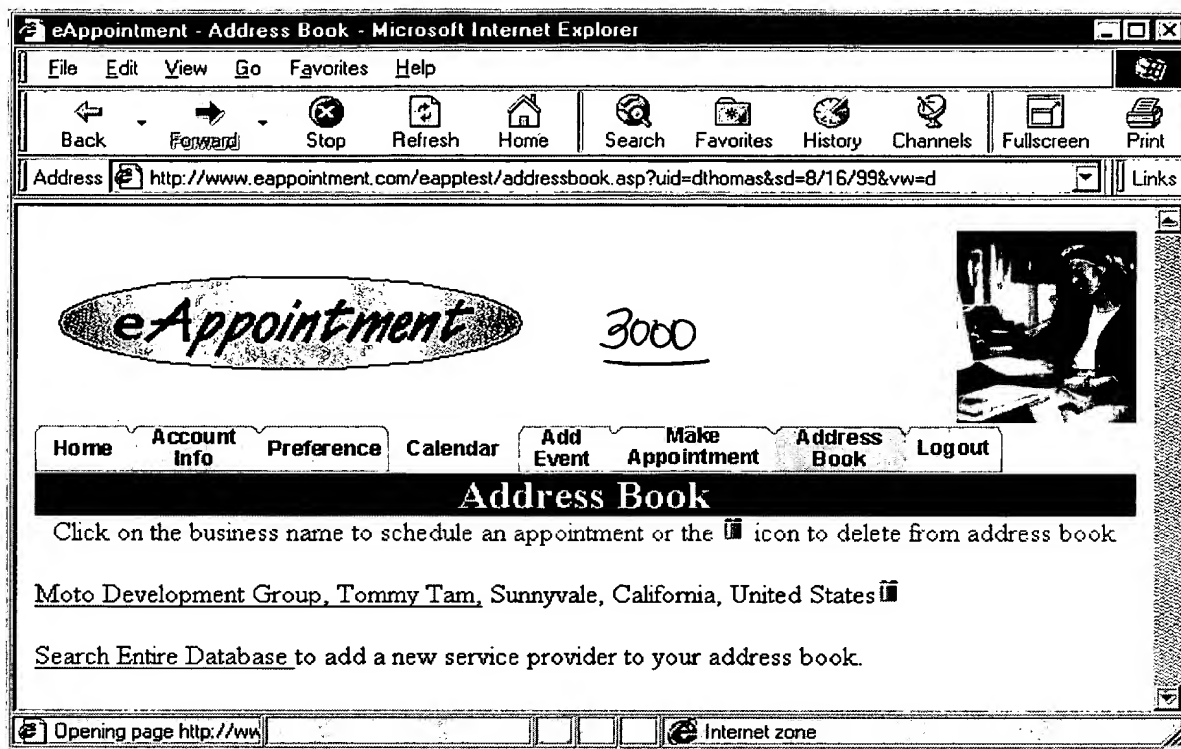 eAppointment - Address Book - Microsoft Internet Explorer
File Edit View Go Favorites Help
Back Forward Stop Refresh Home Search Favorites History Channels Fullscreen Print
Address http://www.eappointment.com/eapptest/addressbook.asp?uid=dthomas&sd=8/16/99&vw=d Links
eAppointment 3000
Home Account Info Preference Calendar Add Event Make Appointment Address Book Logout
Address Book
Click on the business name to schedule an appointment or the icon to delete from address book
Moto Development Group, Tommy Tam, Sunnyvale, California, United States
Search Entire Database to add a new service provider to your address book.
Opening page http://ww Internet zone